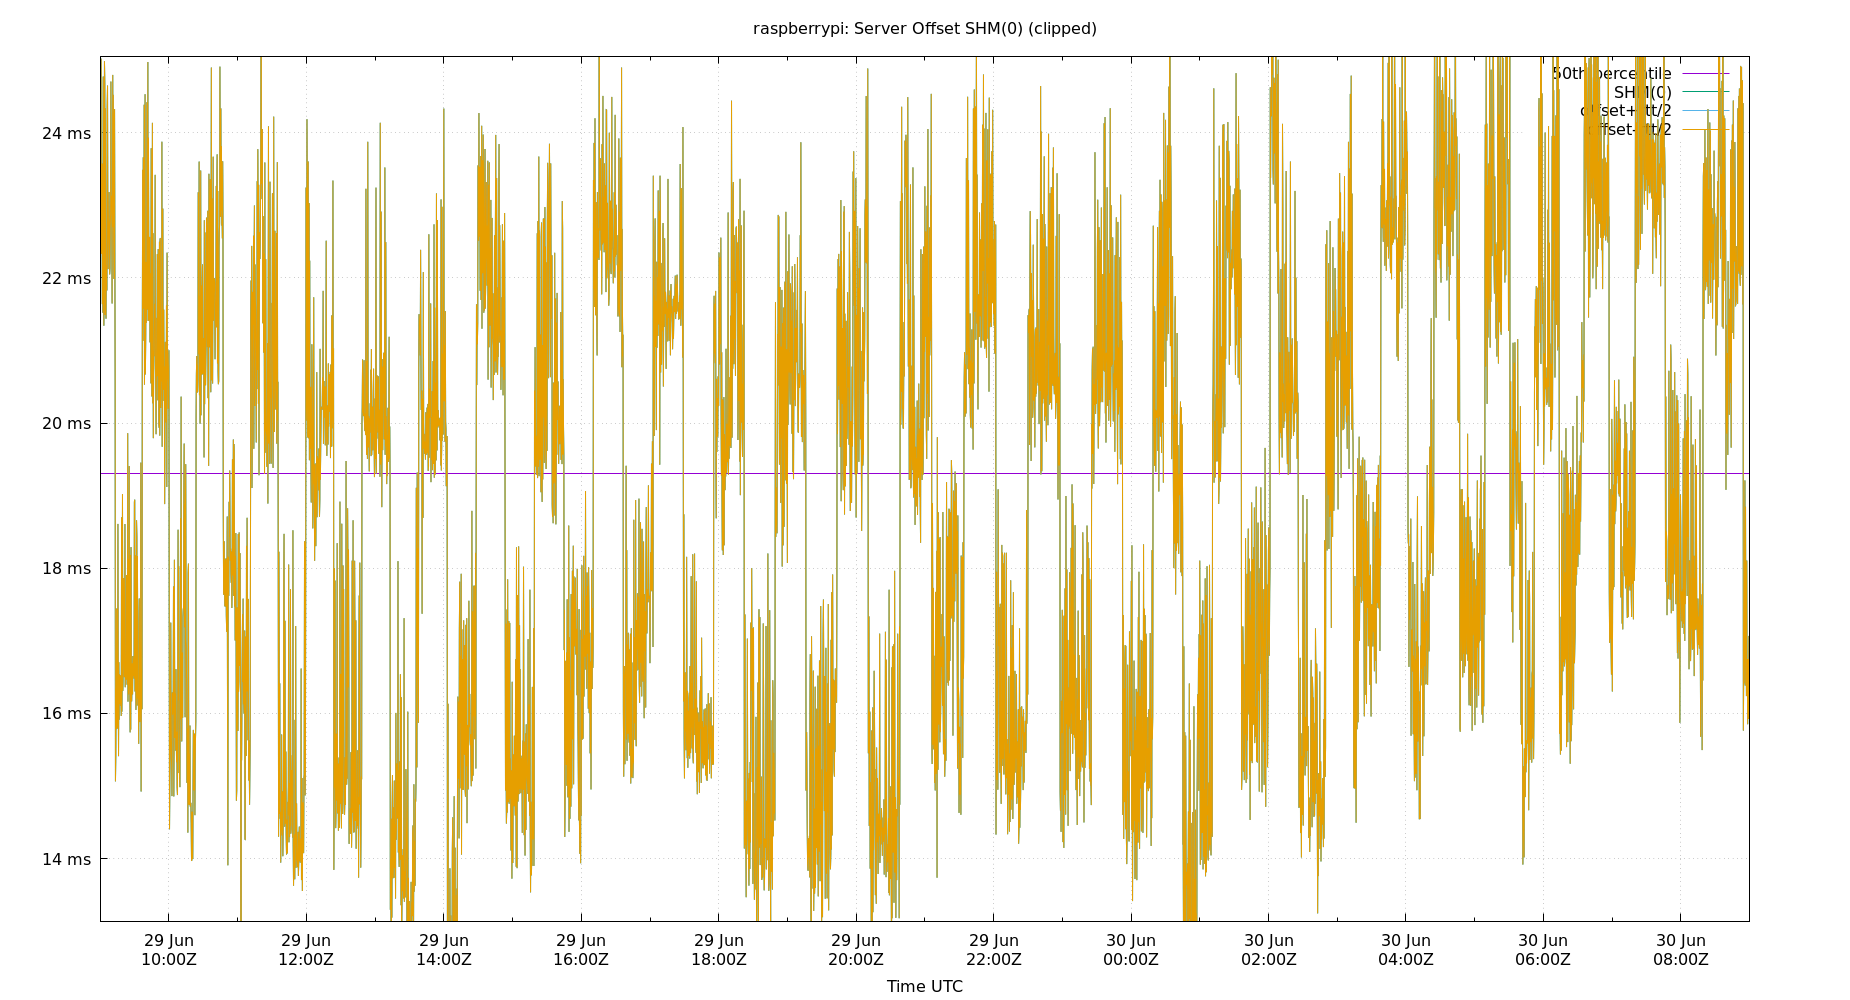 raspberrypi: Server Offset SHM(0) (clipped)
50th percentile
SHM(0)
offset+rtt/2
offset-rtt/2
24 ms
22 ms
20 ms
18 ms
16 ms
14 ms
29 Jun 29 Jun 29 Jun 29 Jun 29 Jun 29 Jun 29 Jun 30 Jun 30 Jun 30 Jun 30 Jun 30 Jun
10:00Z 12:00Z 14:00Z 16:00Z 18:00Z 20:00Z 22:00Z 00:00Z 02:00Z 04:00Z 06:00Z 08:00Z
Time UTC